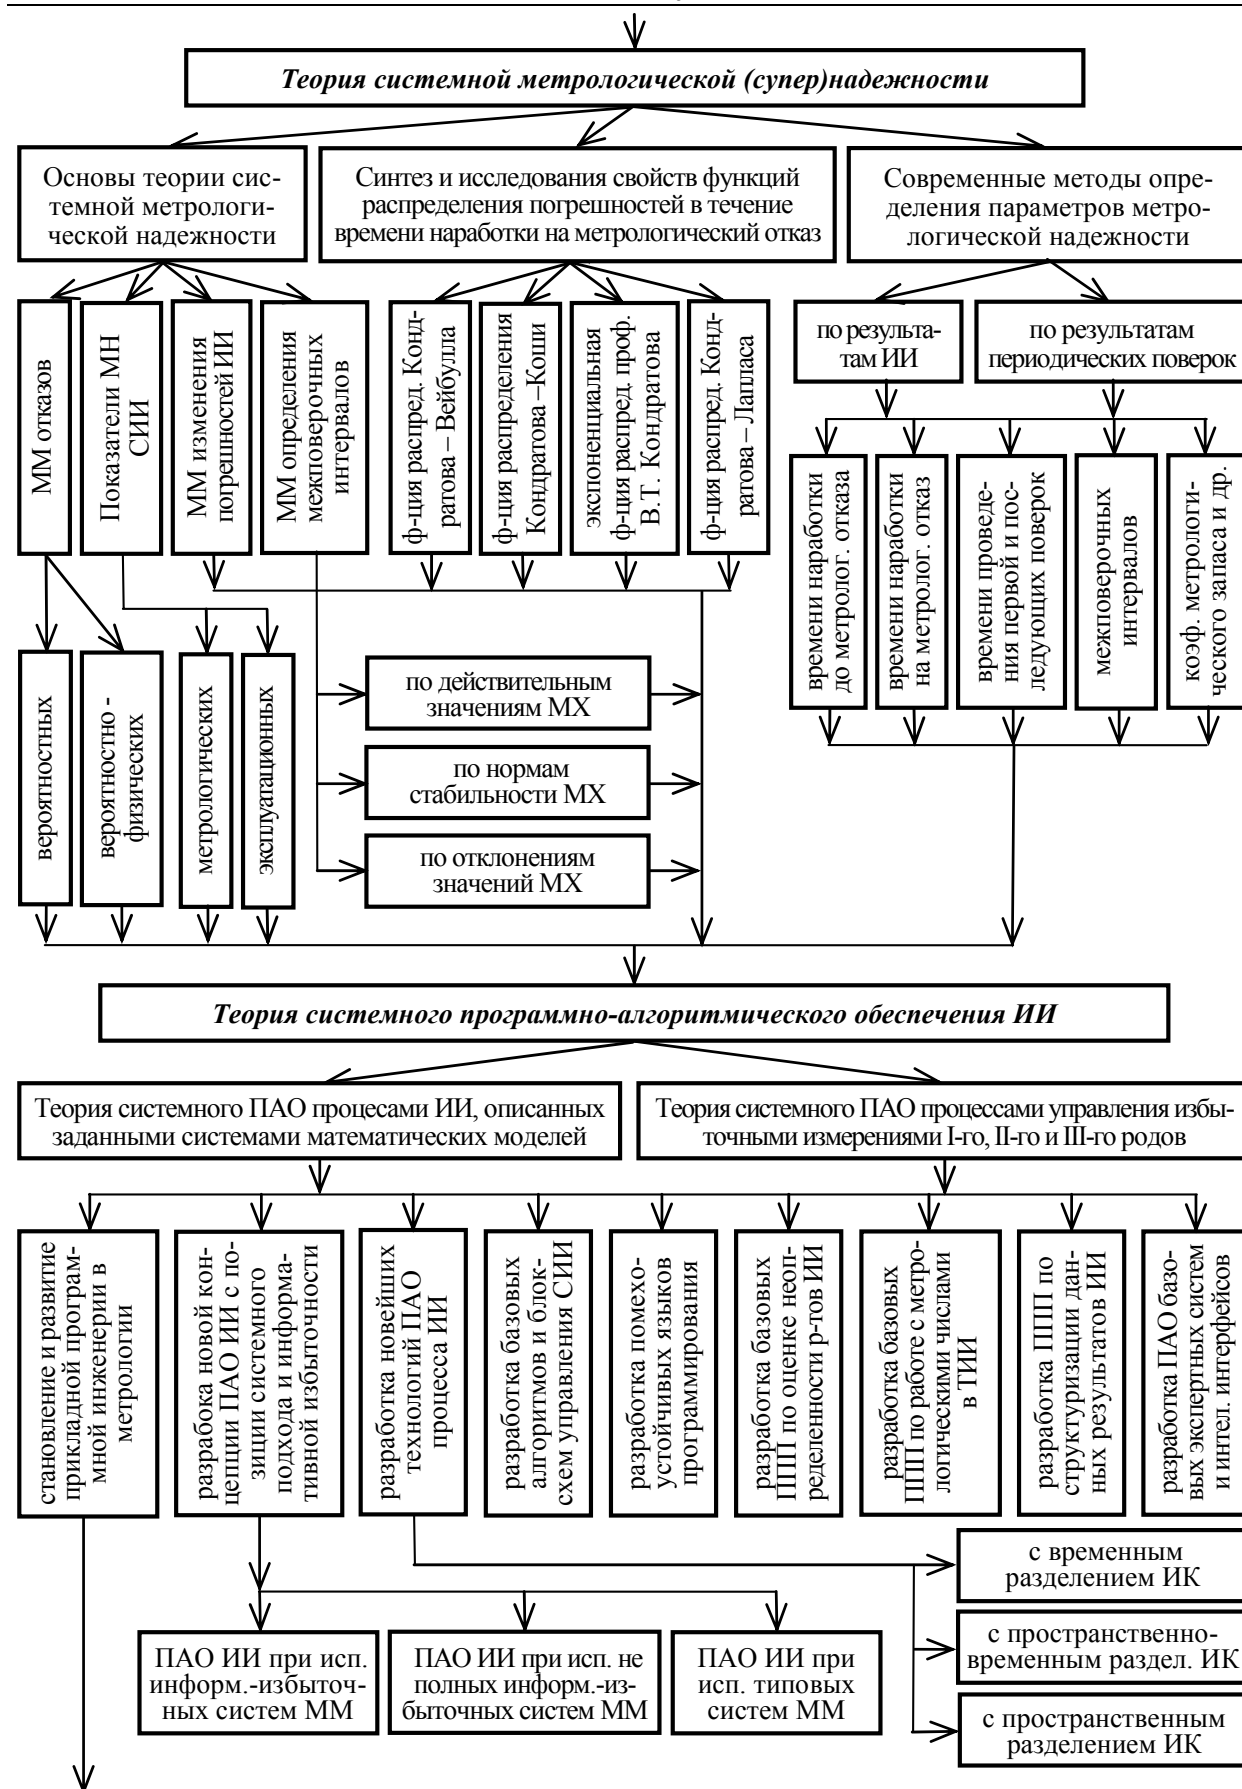 Теория системной метрологической (супер)надежности
Основы теории сис-
темной метрологи-
ческой надежности
Синтез и исследования свойств функций
распределения погрешностей в течение
времени наработки на метрологический отказ
Современные методы опре-
деления параметров метро-
логической надежности
ММ отказов
Показатели МН
СИИ
ММ изменения
погрешностей ИИ
ММ определения
межповерочных
интервалов
ф-ция распред. Конд-
ратова – Вейбулла
ф-ция распределения
Кондратова –Коши
экспоненциальная
ф-ция распред. проф.
В.Т. Кондратова
ф-ция распред. Конд-
ратова – Лапласа
по результа-
там ИИ
по результатам
периодических поверок
времени наработки
до метролог. отказа
времени наработки
на метролог. отказ
времени проведе-
ния первой и пос-
ледующих поверок
межповерочных
интервалов
коэф. метрологи-
ческого запаса и др.
вероятностных
вероятностно -
физических
метрологических
эксплуатационных
по действительным
значениям МХ
по нормам
стабильности МХ
по отклонениям
значений МХ
Теория системного программно-алгоритмического обеспечения ИИ
Теория системного ПАО процесами ИИ, описанных
заданными системами математических моделей
Теория системного ПАО процессами управления избы-
точными измерениями I-го, II-го и III-го родов
становление и развитие
прикладной програм-
мной инженерии в
метрологии
разрабока новой кон-
цепции ПАО ИИ с по-
зиции системного
подхода и информа-
тивной избыточности
разработка новейших
технологий ПАО
процесса ИИ
разработка базовых
алгоритмов и блок-
схем управления СИИ
разработка помехо-
устойчивых языков
программирования
разработка базовых
ППП по оценке неоп-
ределенности р-тов ИИ
разработка базовых
ППП по работе с метро-
логическими числами
в ТИИ
разработка ППП по
структуризации дан-
ных результатов ИИ
разработка ПАО базо-
вых экспертных систем
и интел. интерфейсов
с временным
разделением ИК
с пространственно-
временным раздел. ИК
с пространственным
разделением ИК
ПАО ИИ при исп.
информ.-избыточ-
ных систем ММ
ПАО ИИ при исп. не
полных информ.-из-
быточных систем ММ
ПАО ИИ при
исп. типовых
систем ММ